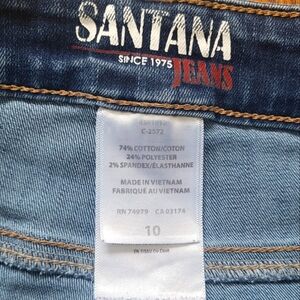 SANTANA
SINCE 1975 JEANS
C-2572
74% COTTON/COTON
24% POLYESTER
2% SPANDEX/ÉLASTHANNE
MADE IN VIETNAM
FABRIQUÉ AU VIETNAM
RN 74979 CA 03174
10